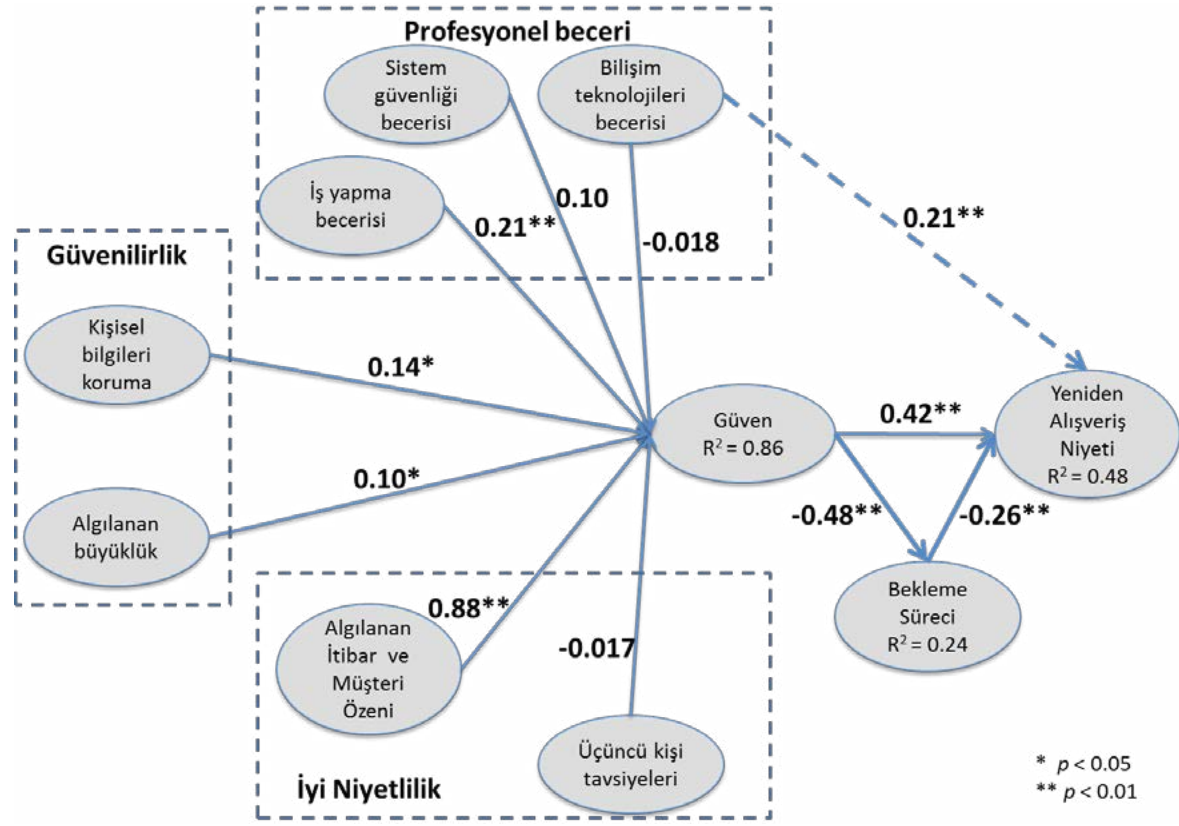 Profesyonel beceri
Sistem
güvenliği
becerisi
Bilişim
teknolojileri
becerisi
İş yapma
becerisi
0.10
0.21**
-0.018
0.21**
Güvenilirlik
Kişisel
bilgileri
koruma
0.14*
Algılanan
büyüklük
0.10*
Güven
R² = 0.86
0.42**
Yeniden
Alışveriş
Niyeti
R² = 0.48
-0.48**
-0.26**
Bekleme
Süreci
R² = 0.24
0.88**
Algılanan
İtibar ve
Müşteri
Özeni
-0.017
Üçüncü kişi
tavsiyeleri
İyi Niyetlilik
* p < 0.05
** p < 0.01